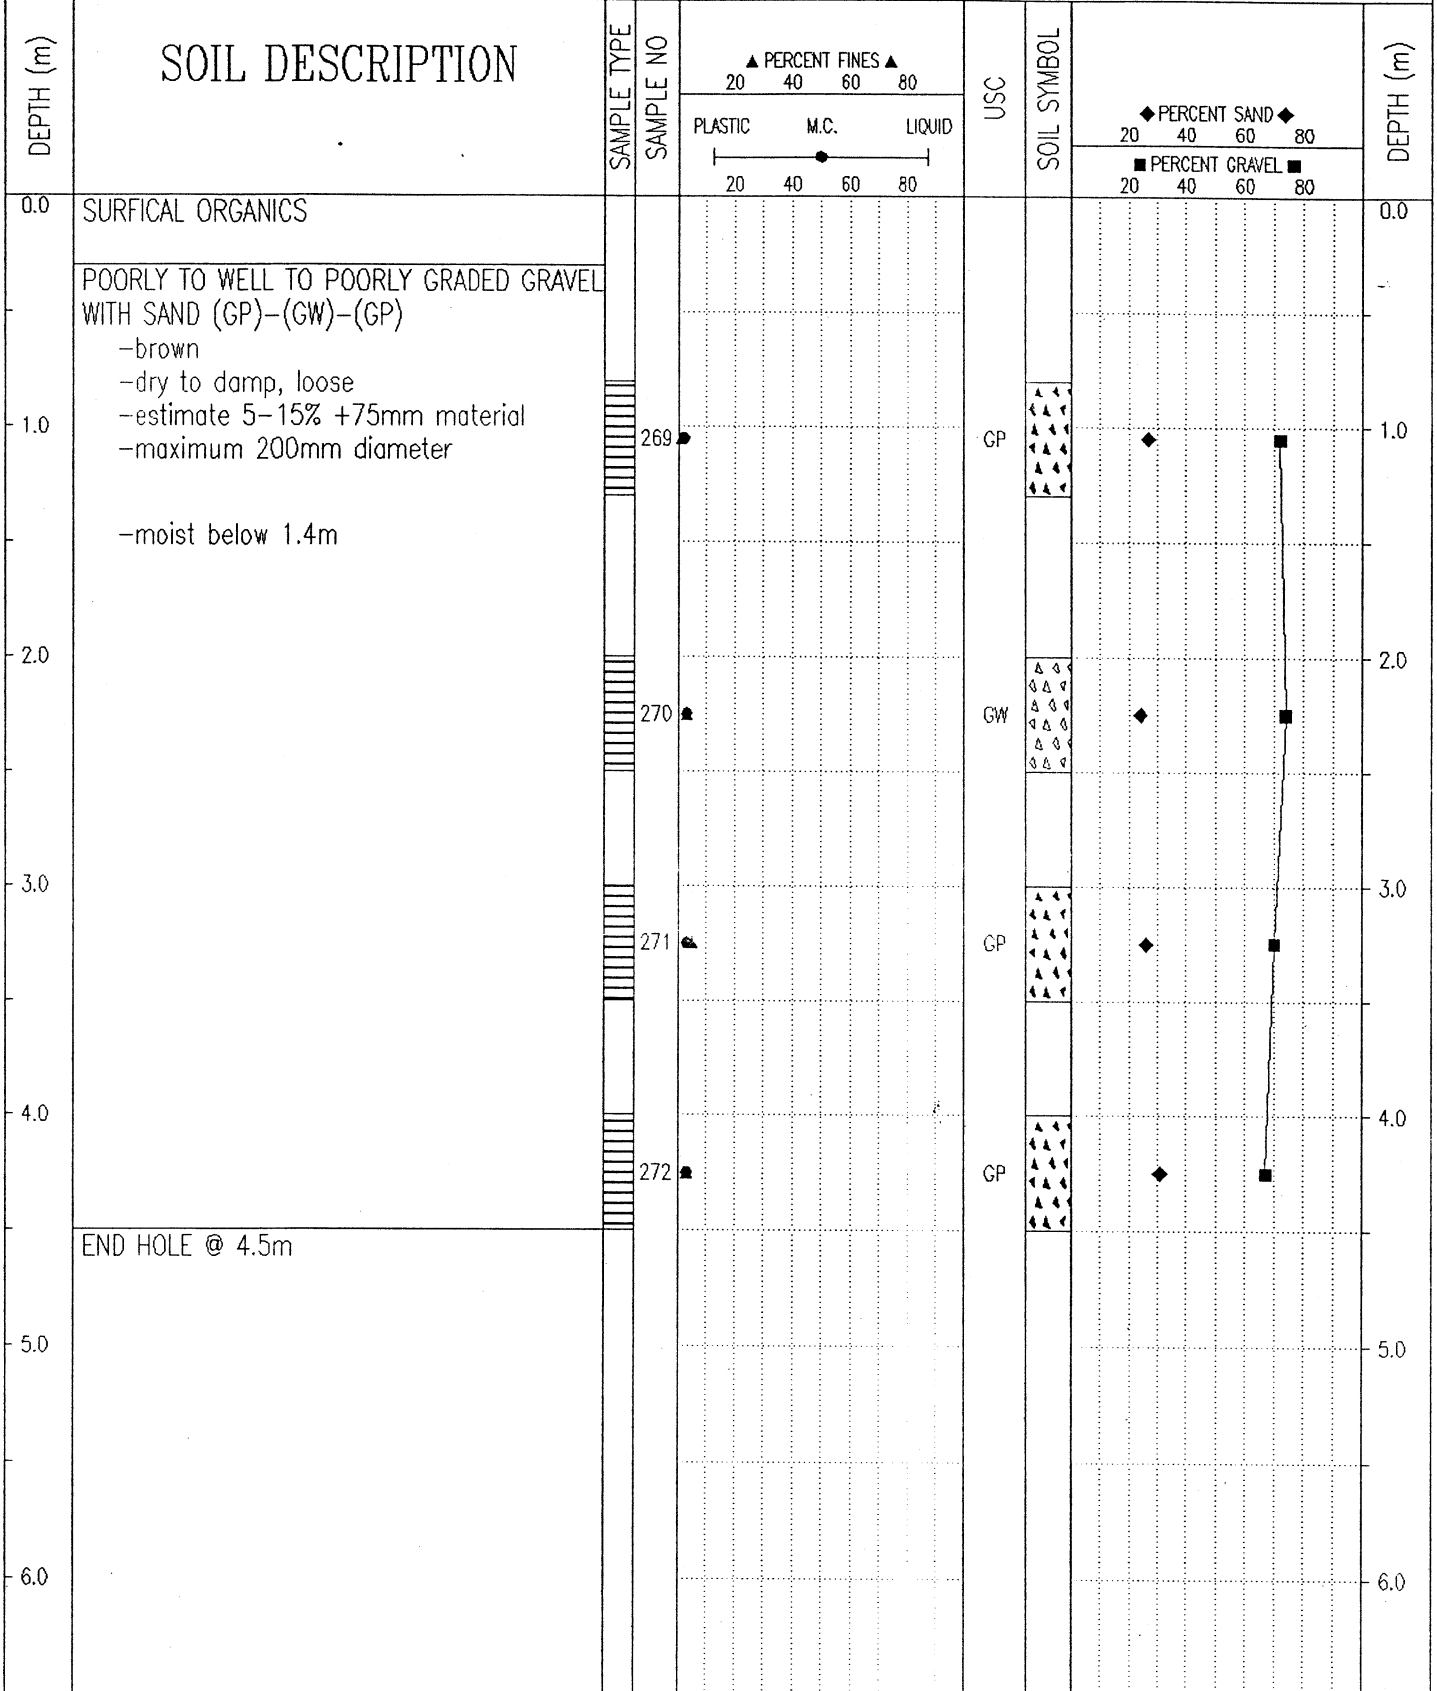 DEPTH (m)
SOIL DESCRIPTION
SAMPLE TYPE
SAMPLE NO
▲ PERCENT FINES ▲
20 40 60 80
PLASTIC M.C. LIQUID
20 40 60 80
USC
SOIL SYMBOL
◆ PERCENT SAND ◆
20 40 60 80
■ PERCENT GRAVEL ■
20 40 60 80
DEPTH (m)
0.0 SURFICAL ORGANICS 0.0
POORLY TO WELL TO POORLY GRADED GRAVEL
WITH SAND (GP)-(GW)-(GP)
-brown
-dry to damp, loose
-estimate 5-15% +75mm material
1.0 1.0
269 GP
-maximum 200mm diameter
-moist below 1.4m
2.0 2.0
270 GW
3.0 3.0
271 GP
4.0 4.0
272 GP
END HOLE @ 4.5m
5.0 5.0
6.0 6.0